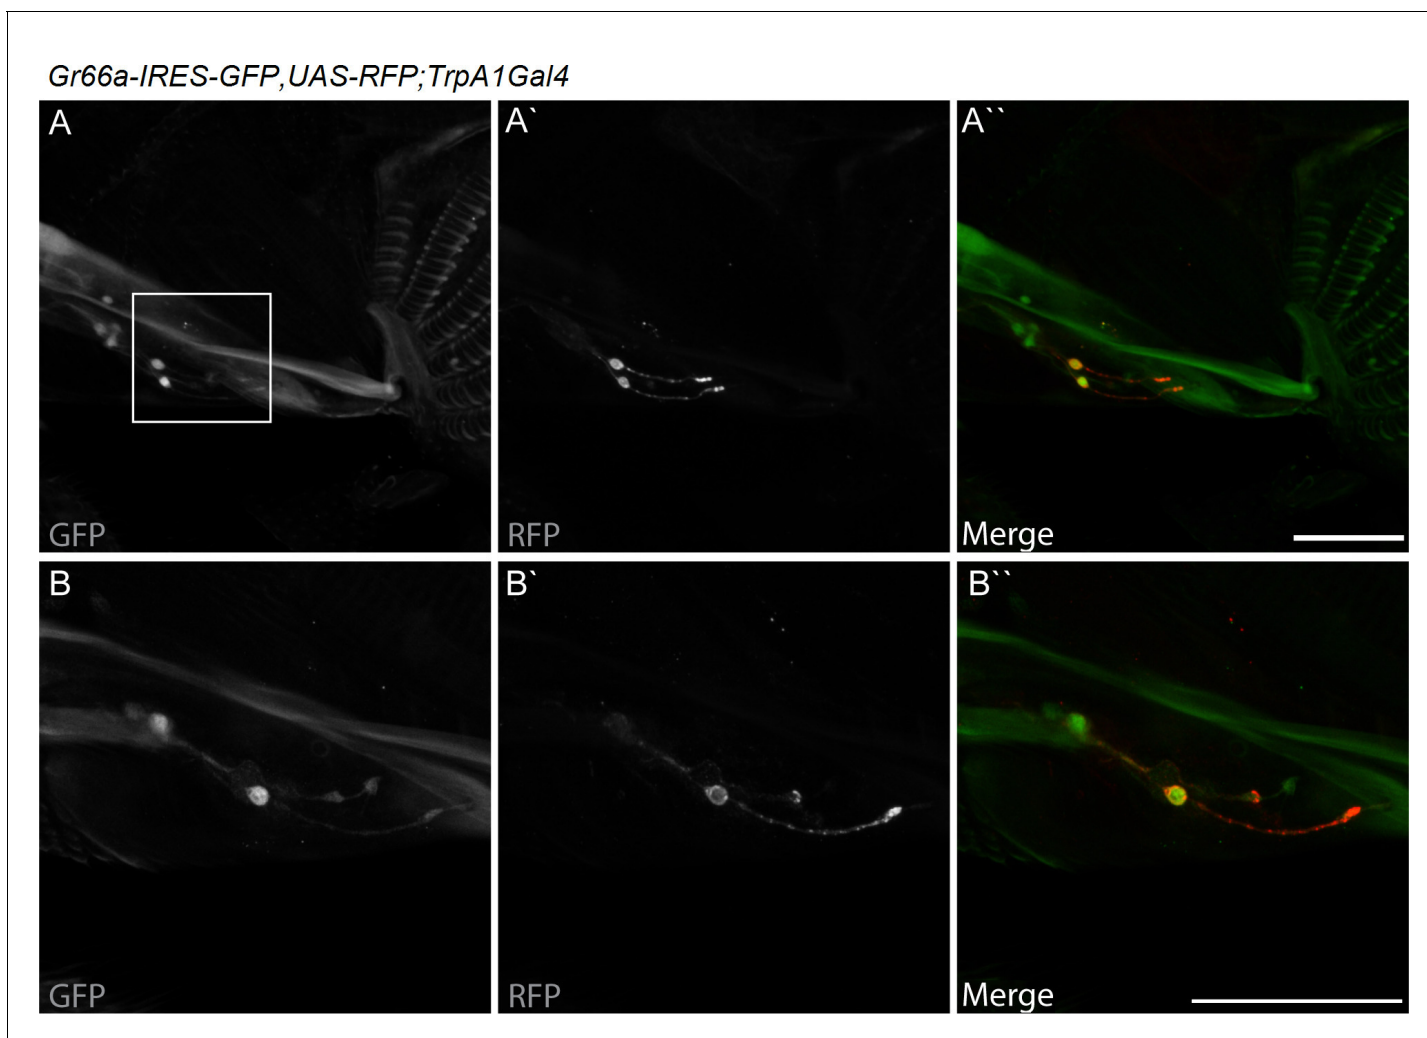 Gr66a-IRES-GFP,UAS-RFP;TrpA1Gal4
A
A`
A``
GFP
RFP
Merge
B
B`
B``
GFP
RFP
Merge